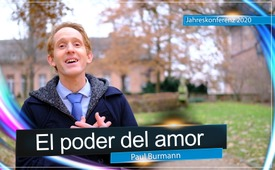 Jahreskonferenz 2020
El poder del amor
Paul Burmann